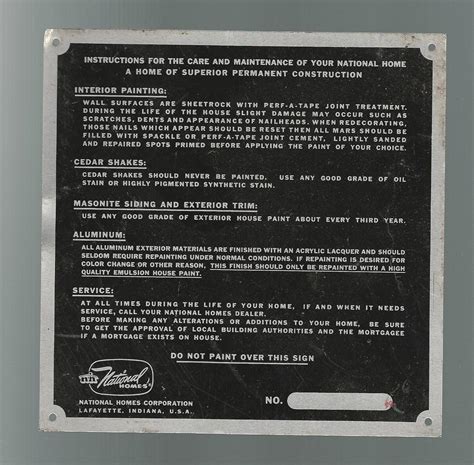 INSTRUCTIONS FOR THE CARE AND MAINTENANCE OF YOUR NATIONAL HOME
A HOME OF SUPERIOR PERMANENT CONSTRUCTION
INTERIOR PAINTING:
WALL SURFACES ARE SHEETROCK WITH PERF-A-TAPE JOINT TREATMENT.
DURING THE LIFE OF THE HOUSE SLIGHT DAMAGE MAY OCCUR SUCH AS
SCRATCHES, DENTS AND APPEARANCE OF NAILHEADS. WHEN REDECORATING,
THOSE NAILS WHICH APPEAR SHOULD BE RESET THEN ALL MARS SHOULD BE
FILLED WITH SPACKLE OR PERF-A-TAPE JOINT CEMENT, LIGHTLY SANDED
AND REPAIRED SPOTS PRIMED BEFORE APPLYING THE PAINT OF YOUR CHOICE.
CEDAR SHAKES:
CEDAR SHAKES SHOULD NEVER BE PAINTED. USE ANY GOOD GRADE OF OIL
STAIN OR HIGHLY PIGMENTED SYNTHETIC STAIN.
MASONITE SIDING AND EXTERIOR TRIM:
USE ANY GOOD GRADE OF EXTERIOR HOUSE PAINT ABOUT EVERY THIRD YEAR.
ALUMINUM:
ALL ALUMINUM EXTERIOR MATERIALS ARE FINISHED WITH AN ACRYLIC LACQUER AND SHOULD
SELDOM REQUIRE REPAINTING UNDER NORMAL CONDITIONS. IF REPAINTING IS DESIRED FOR
COLOR CHANGE OR OTHER REASON, THIS FINISH SHOULD ONLY BE REPAINTED WITH A HIGH
QUALITY EMULSION HOUSE PAINT.
SERVICE:
AT ALL TIMES DURING THE LIFE OF YOUR HOME, IF AND WHEN IT NEEDS
SERVICE, CALL YOUR NATIONAL HOMES DEALER.
BEFORE MAKING ANY ALTERATIONS OR ADDITIONS TO YOUR HOME, BE SURE
TO GET THE APPROVAL OF LOCAL BUILDING AUTHORITIES AND THE MORTGAGEE
IF A MORTGAGE EXISTS ON HOUSE.
DO NOT PAINT OVER THIS SIGN
National
HOMES
NATIONAL HOMES CORPORATION
LAFAYETTE, INDIANA, U.S.A.
NO.